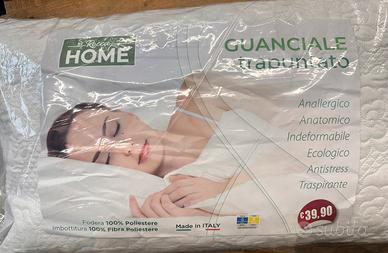 HOME
GUANCIALE
trapuntato
Anallergico
Anatomico
Indeformabile
Ecologico
Antistress
Traspirante
€39,90
subito
Fodera 100% Poliestere
Imbottitura 100% Fibra Poliestere
Made in ITALY